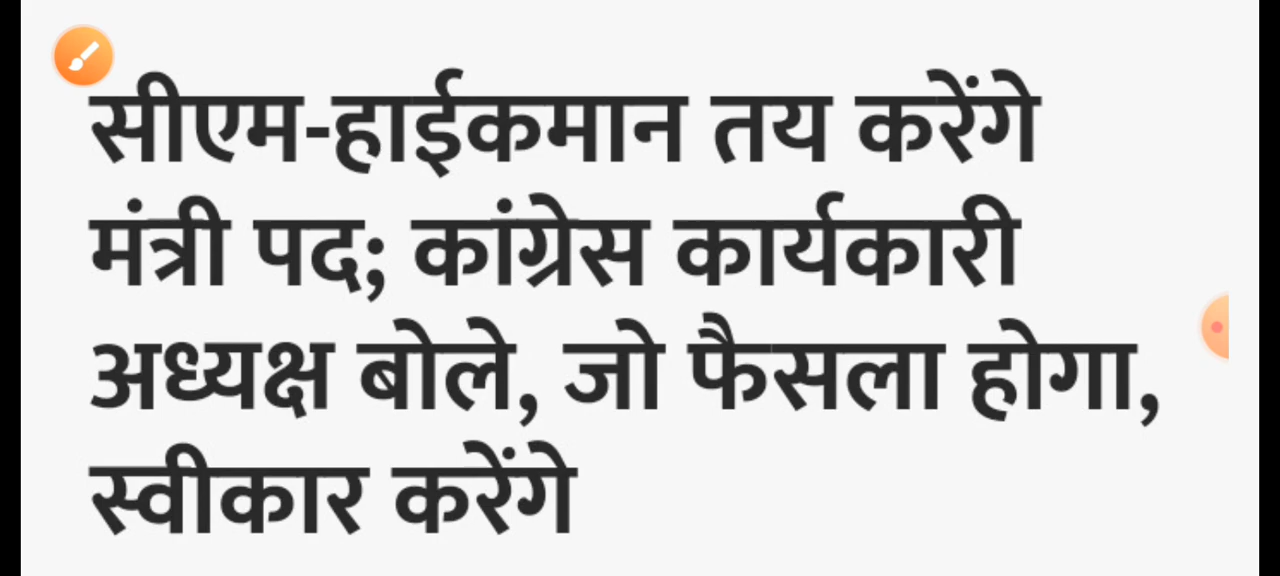 सीएम-हाईकमान तय करेंगे
मंत्री पद; कांग्रेस कार्यकारी
अध्यक्ष बोले, जो फैसला होगा,
स्वीकार करेंगे